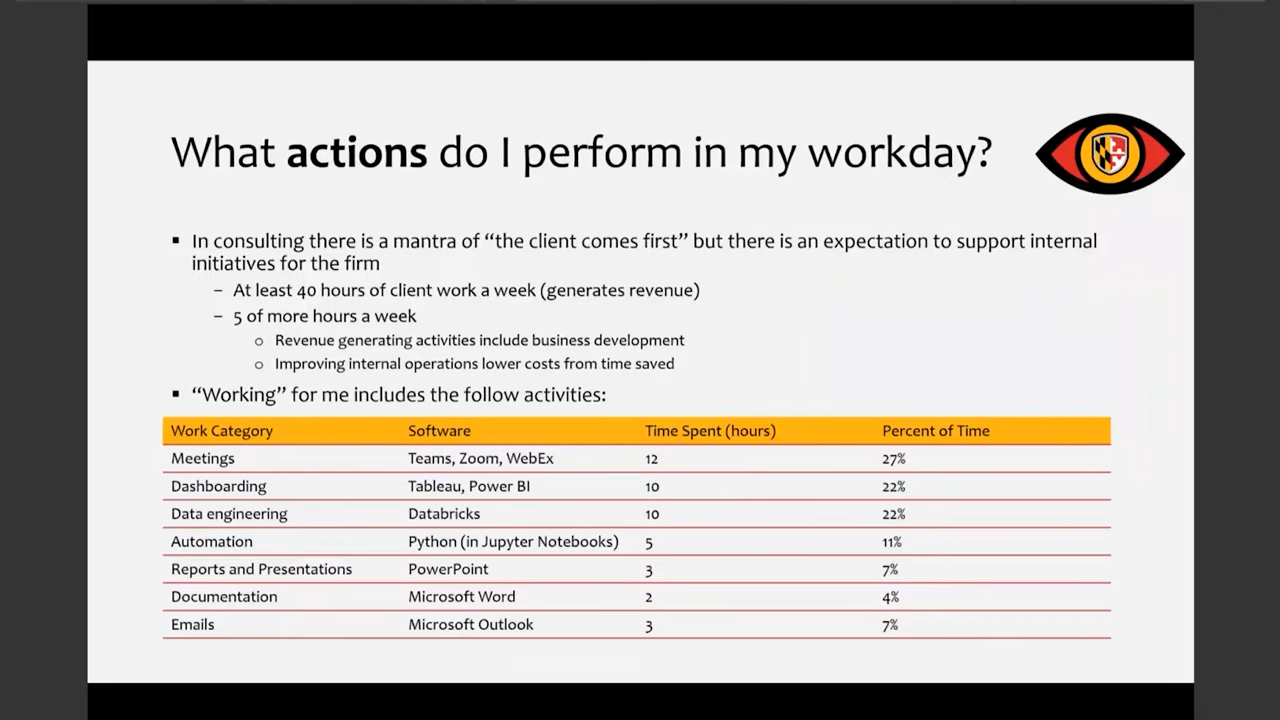 What actions do I perform in my workday?
▪ In consulting there is a mantra of “the client comes first” but there is an expectation to support internal
initiatives for the firm
– At least 40 hours of client work a week (generates revenue)
– 5 of more hours a week
o Revenue generating activities include business development
o Improving internal operations lower costs from time saved
▪ “Working” for me includes the follow activities:
Work Category Software Time Spent (hours) Percent of Time
Meetings Teams, Zoom, WebEx 12 27%
Dashboarding Tableau, Power BI 10 22%
Data engineering Databricks 10 22%
Automation Python (in Jupyter Notebooks) 5 11%
Reports and Presentations PowerPoint 3 7%
Documentation Microsoft Word 2 4%
Emails Microsoft Outlook 3 7%